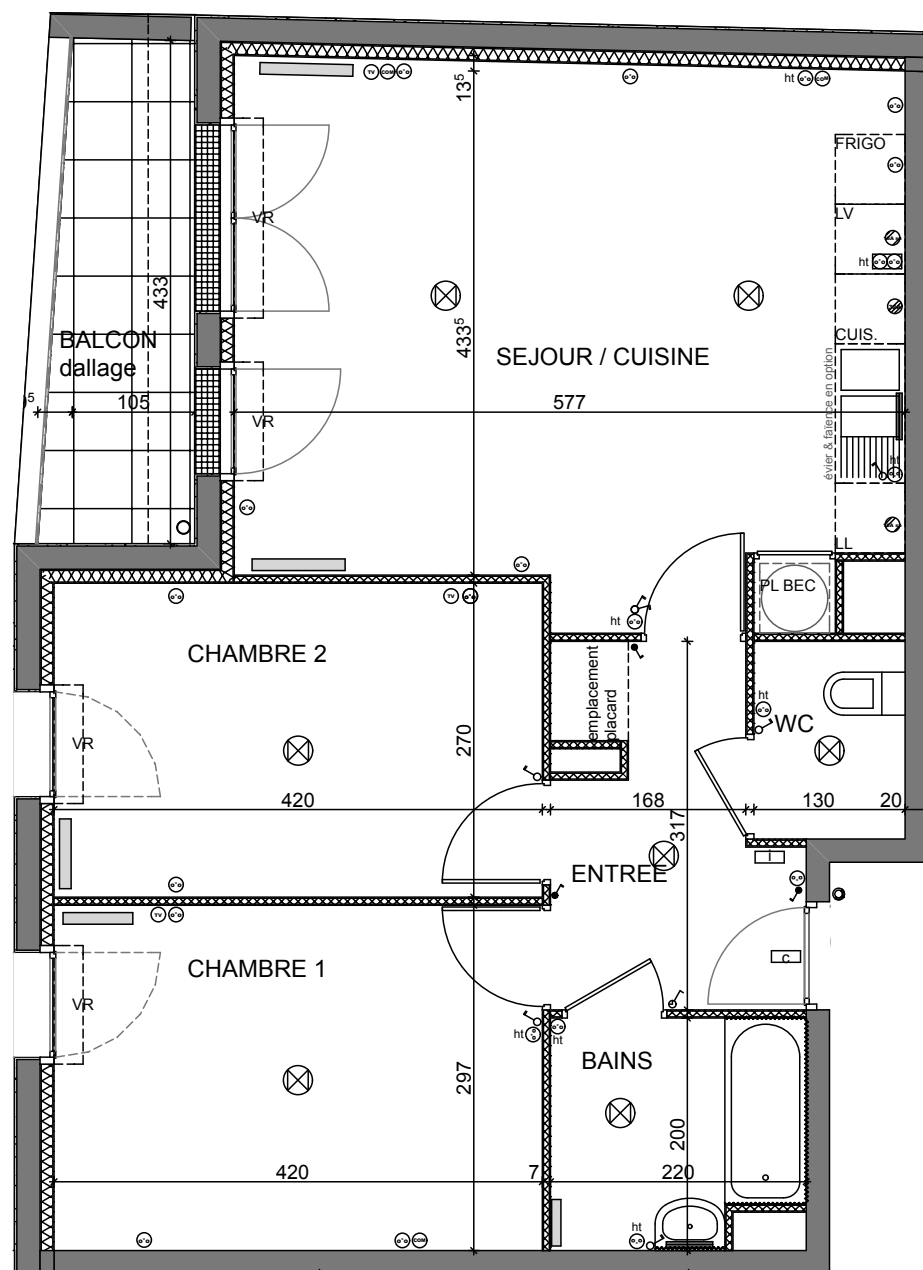 TV
COM
13⁵
ht
COM
FRIGO
VR
LV
ht
433
BALCON
dallage
433⁵
SEJOUR / CUISINE
CUIS.
5
105
577
VR
évier & faïence en option
ht
LL
PL BEC
TV
ht
CHAMBRE 2
emplacement
placard
ht
WC
VR
270
420
168
317
130
20
ENTREE
I
TV
CHAMBRE 1
C
VR
ht
ht
BAINS
297
200
420
7
220
ht
COM